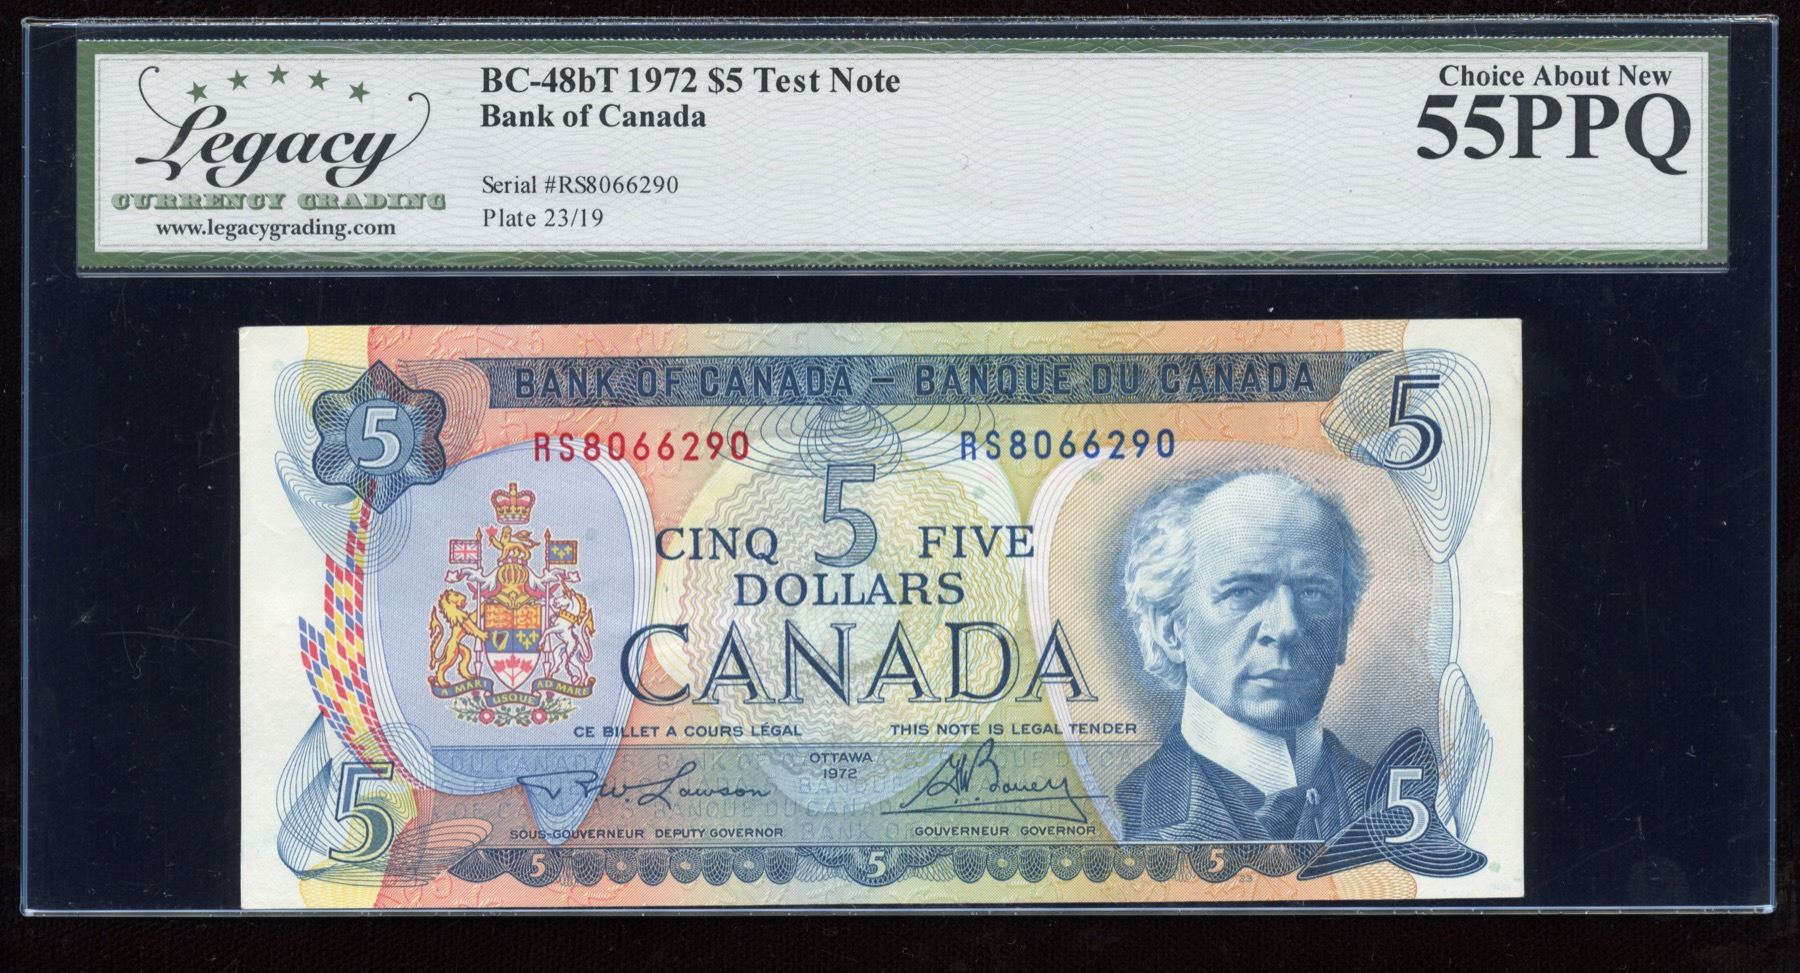 Legacy
CURRENCY GRADING
www.legacygrading.com
BC-48bT 1972 $5 Test Note
Bank of Canada
Serial #RS8066290
Plate 23/19
Choice About New
55PPQ
BANK OF CANADA – BANQUE DU CANADA
5
5
RS8066290
RS8066290
5
CINQ FIVE
DOLLARS
CANADA
A MARI USQUE AD MARE
CE BILLET A COURS LÉGAL
THIS NOTE IS LEGAL TENDER
OTTAWA
1972
R.W. Lawson
G.K. Bouey
SOUS-GOUVERNEUR DEPUTY GOVERNOR
GOUVERNEUR GOVERNOR
5
5
5
5
5
23